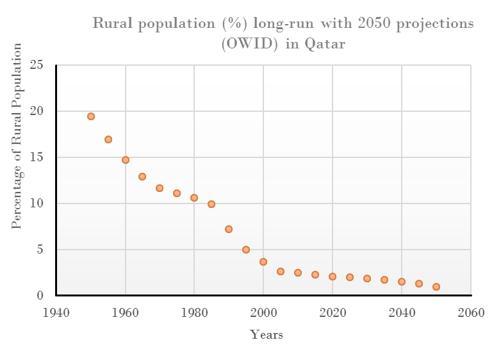 Rural population (%) long-run with 2050 projections
(OWID) in Qatar
Percentage of Rural Population
25
20
15
10
5
0
1940 1960 1980 2000 2020 2040 2060
Years